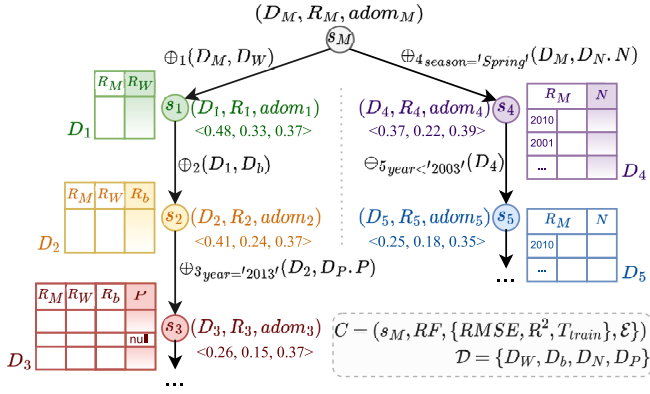 (D_M, R_M, adom_M)
s_M
⊕_1(D_M, D_W)
⊕_4 season='Spring'(D_M, D_N.N)
R_M R_W
D_1
s_1 (D_1, R_1, adom_1)
<0.48, 0.33, 0.37>
(D_4, R_4, adom_4) s_4
<0.37, 0.22, 0.39>
R_M N
2010
2001
...
D_4
⊕_2(D_1, D_b)
⊖_5 year<'2003'(D_4)
R_M R_W R_b
D_2
s_2 (D_2, R_2, adom_2)
<0.41, 0.24, 0.37>
(D_5, R_5, adom_5) s_5
<0.25, 0.18, 0.35>
...
R_M N
2010
...
D_5
⊕_3 year='2013'(D_2, D_P.P)
R_M R_W R_b P
null
D_3
s_3 (D_3, R_3, adom_3)
<0.26, 0.15, 0.37>
...
C − (s_M, RF, {RMSE, R², T_train}, ℰ})
𝒟 = {D_W, D_b, D_N, D_P}